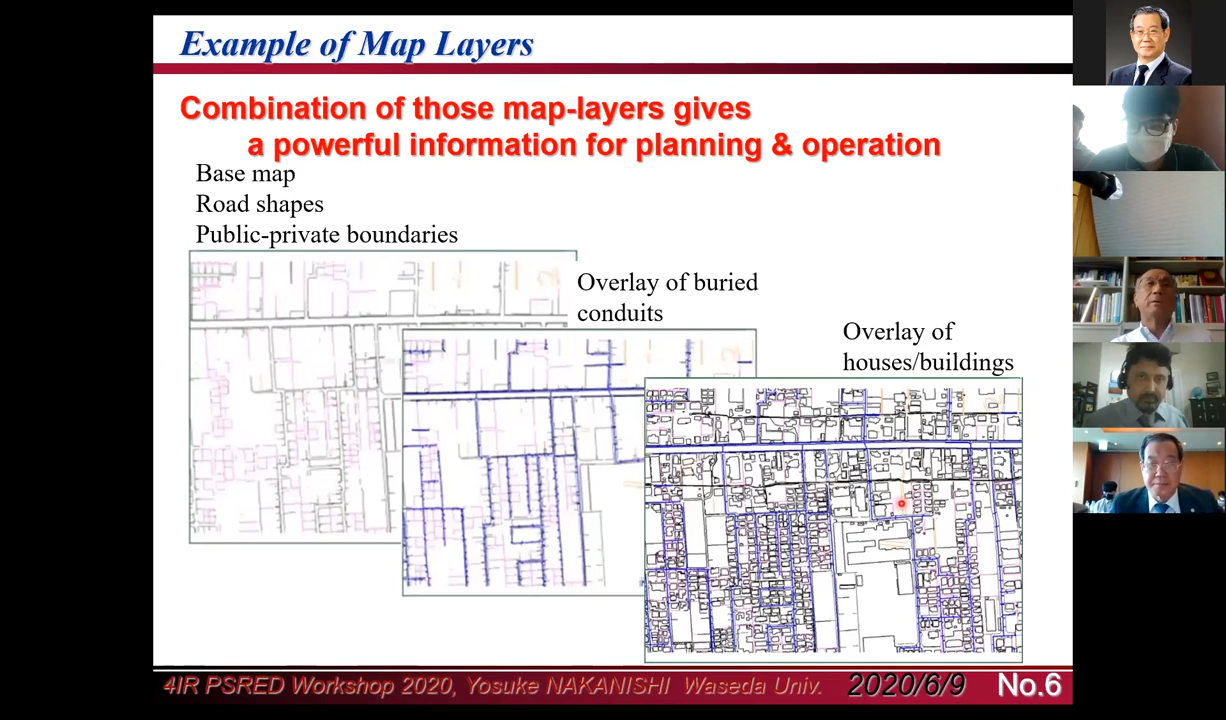 Example of Map Layers
Combination of those map-layers gives
a powerful information for planning & operation
Base map
Road shapes
Public-private boundaries
Overlay of buried
conduits
Overlay of
houses/buildings
4IR PSRED Workshop 2020, Yosuke NAKANISHI Waseda Univ. 2020/6/9 No.6